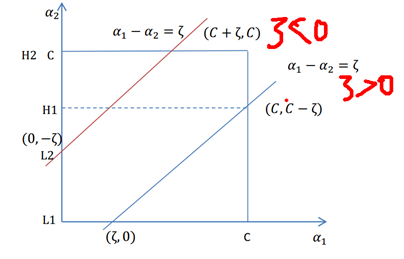 α₂
α₁ − α₂ = ζ
(C + ζ, C)
ζ<0
H2
C
α₁ − α₂ = ζ
ζ>0
H1
(C, C − ζ)
(0, −ζ)
L2
L1
(ζ, 0)
C
α₁